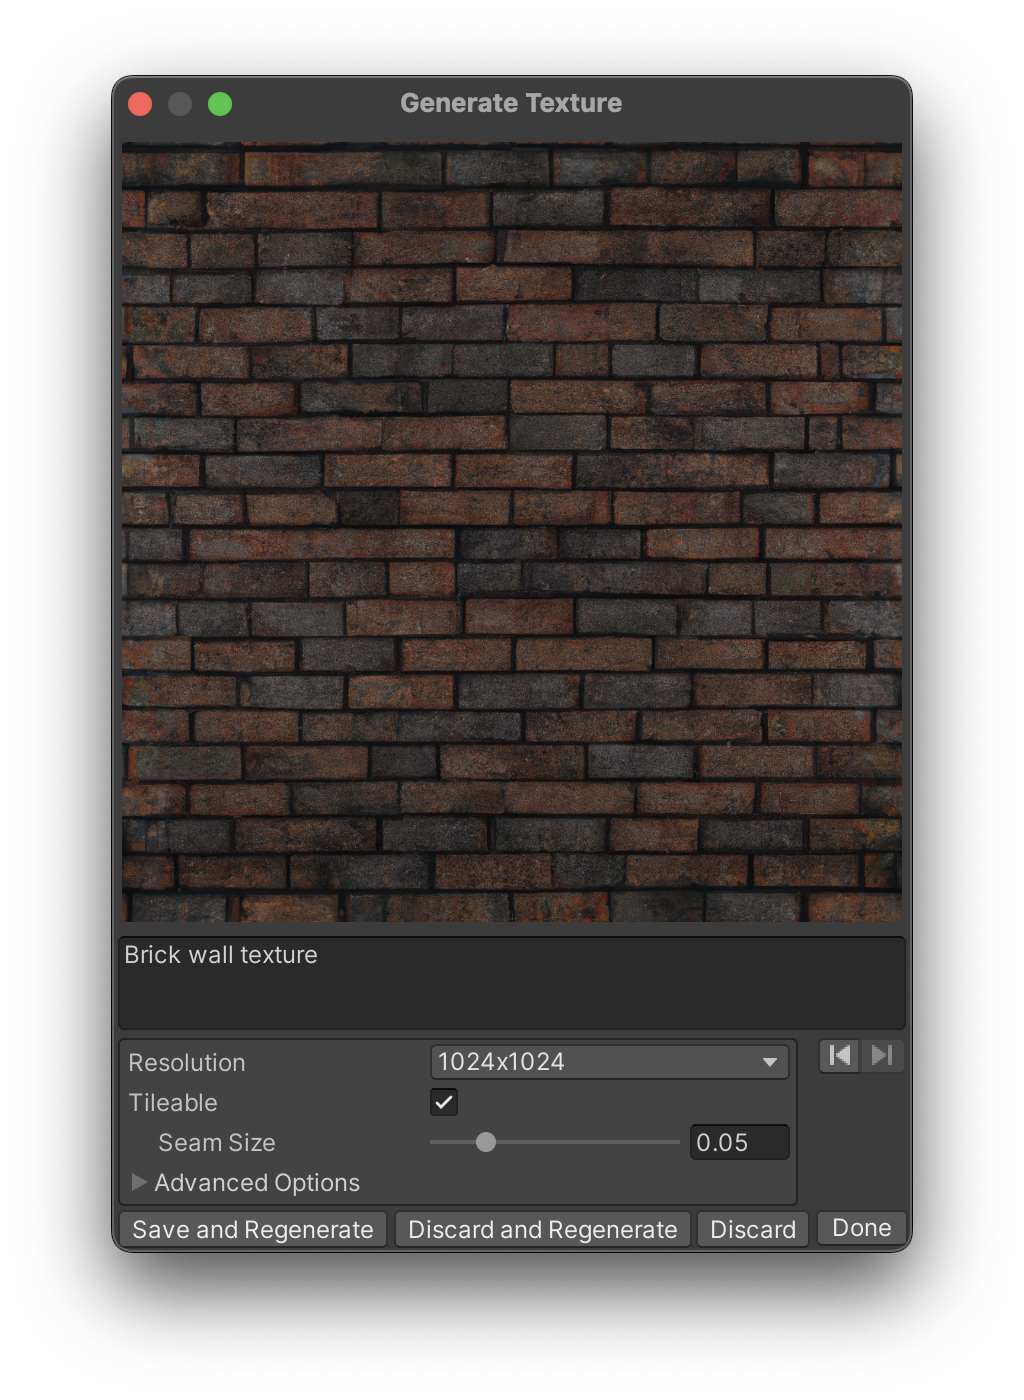 Generate Texture
Brick wall texture
Resolution
1024x1024
Tileable
Seam Size
0.05
Advanced Options
Save and Regenerate
Discard and Regenerate
Discard
Done